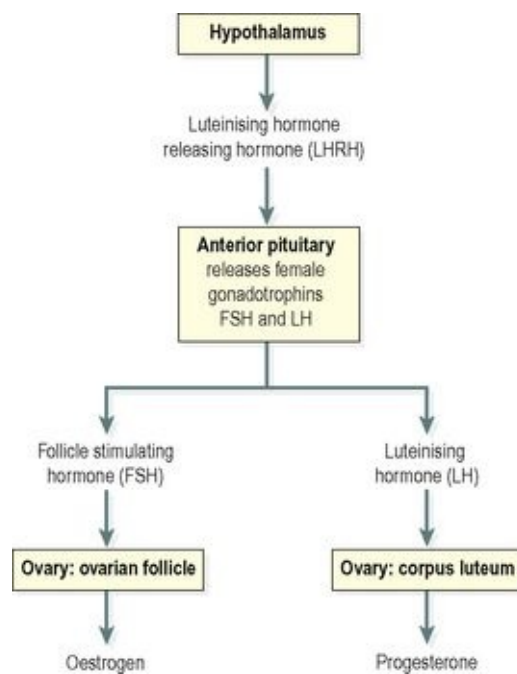 Hypothalamus
Luteinising hormone
releasing hormone (LHRH)
Anterior pituitary
releases female
gonadotrophins
FSH and LH
Follicle stimulating
hormone (FSH)
Luteinising
hormone (LH)
Ovary: ovarian follicle
Ovary: corpus luteum
Oestrogen
Progesterone